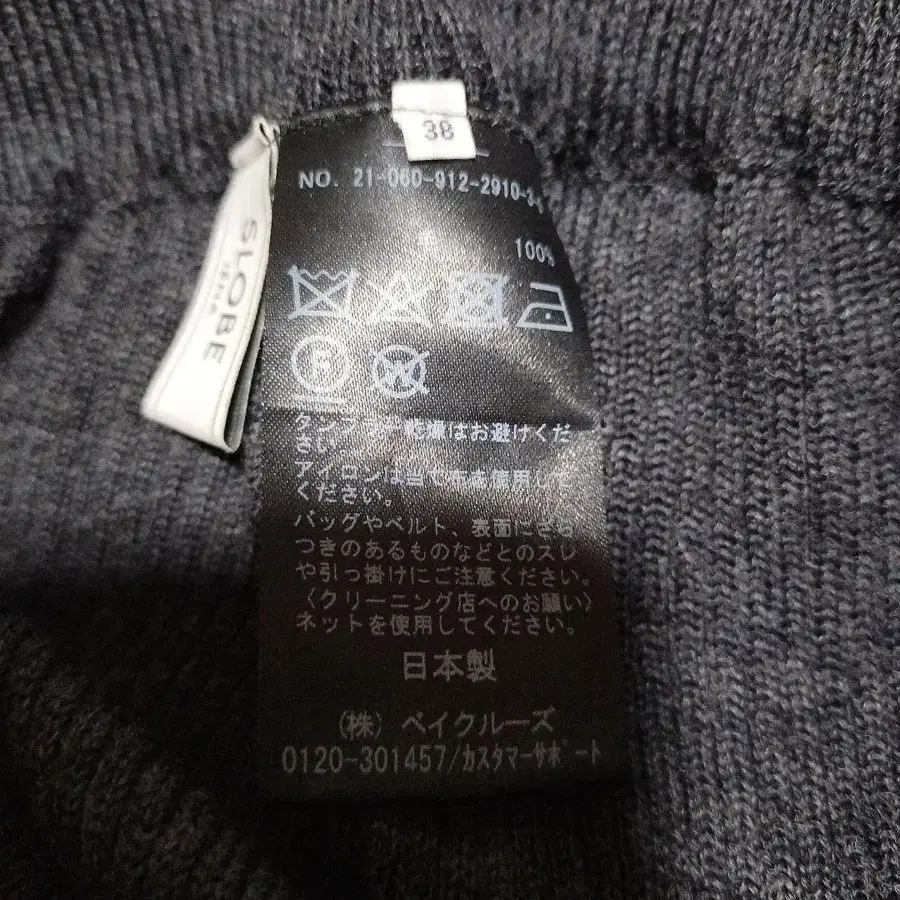 38
NO. 21-060-912-2910-3-
100%
SLOBE
IENA
タンブラー乾燥はお避けくだ
さい。
アイロンは当て布を使用して
ください。
バッグやベルト、表面にざら
つきのあるものなどとのスレ
や引っ掛けにご注意ください。
〈クリーニング店へのお願い〉
ネットを使用してください。
日本製
(株) ベイクルーズ
0120-301457/カスタマーサポート